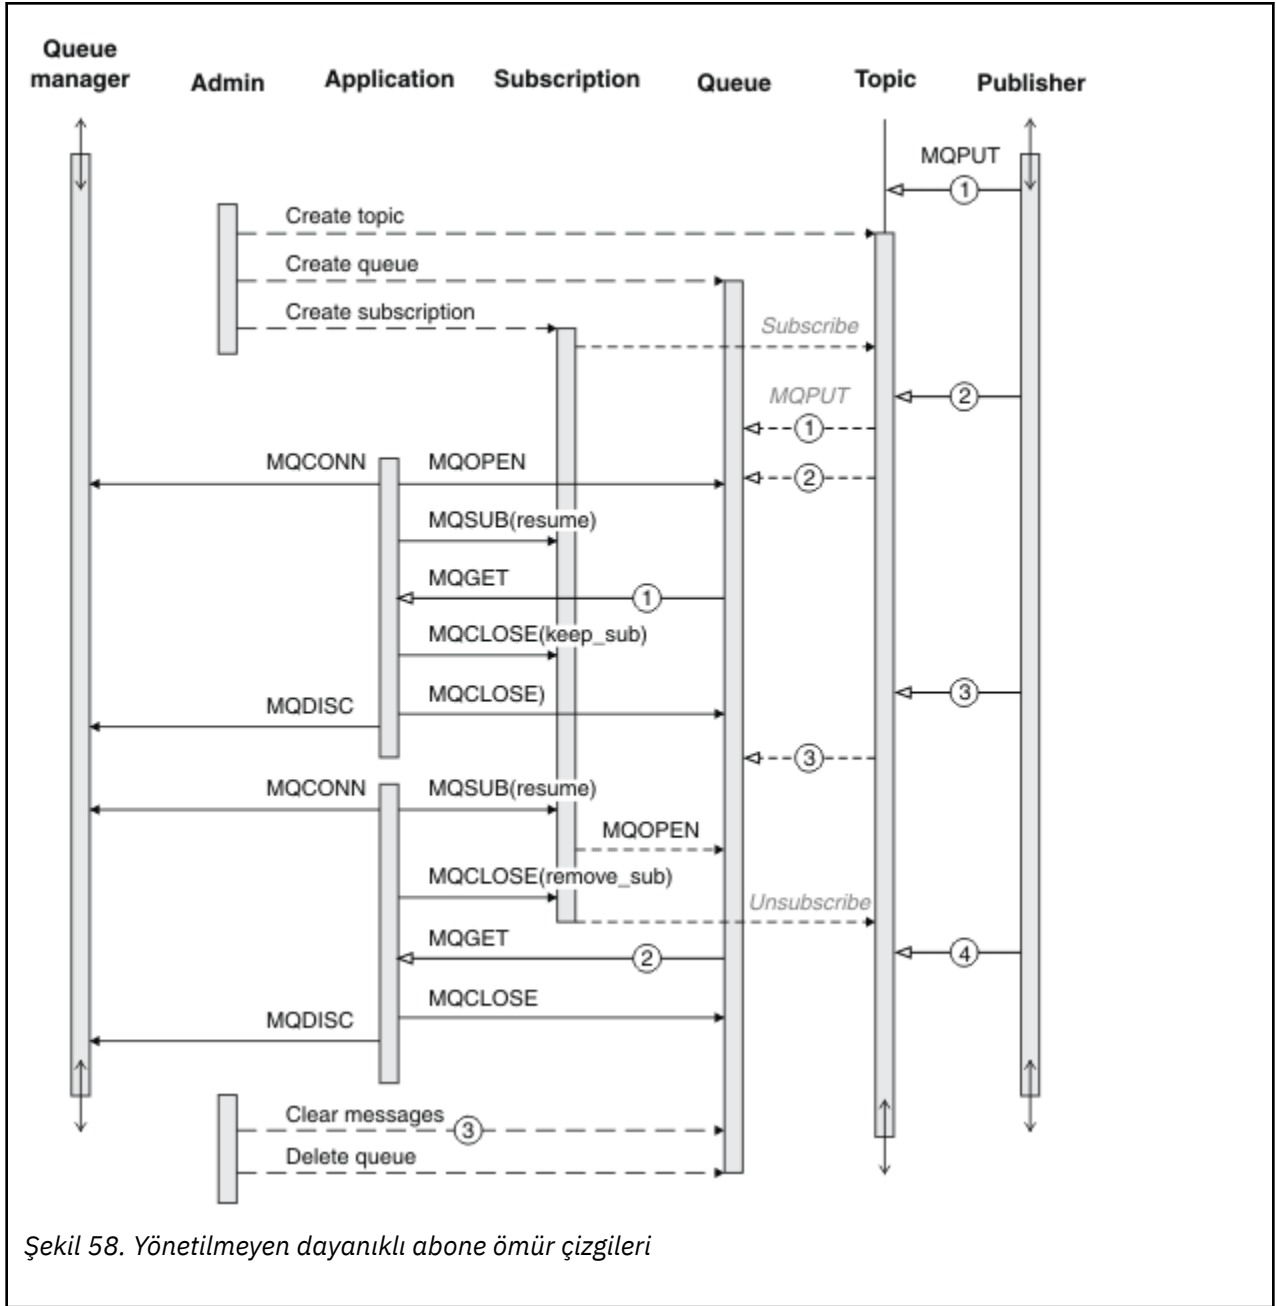 Queue
manager
Admin
Application
Subscription
Queue
Topic
Publisher
MQPUT
1
Create topic
Create queue
Create subscription
Subscribe
MQPUT
2
1
MQCONN
MQOPEN
2
MQSUB(resume)
MQGET
1
MQCLOSE(keep_sub)
MQCLOSE)
3
MQDISC
3
MQCONN
MQSUB(resume)
MQOPEN
MQCLOSE(remove_sub)
Unsubscribe
MQGET
2
4
MQCLOSE
MQDISC
Clear messages
3
Delete queue
Şekil 58. Yönetilmeyen dayanıklı abone ömür çizgileri